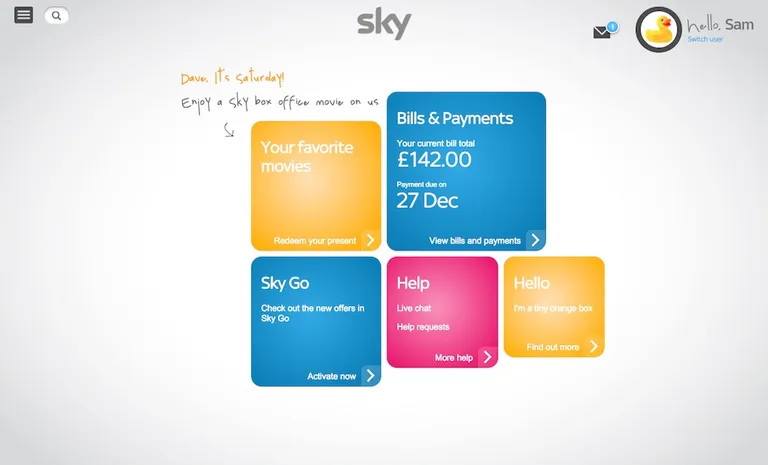 sky
1
hello, Sam
Switch user
Dave. It's saturday!
Enjoy a sky box office movie on us
Your favorite
movies
Redeem your present
Bills & Payments
Your current bill total
£142.00
Payment due on
27 Dec
View bills and payments
Sky Go
Check out the new offers in
Sky Go
Activate now
Help
Live chat
Help requests
More help
Hello
I'm a tiny orange box
Find out more